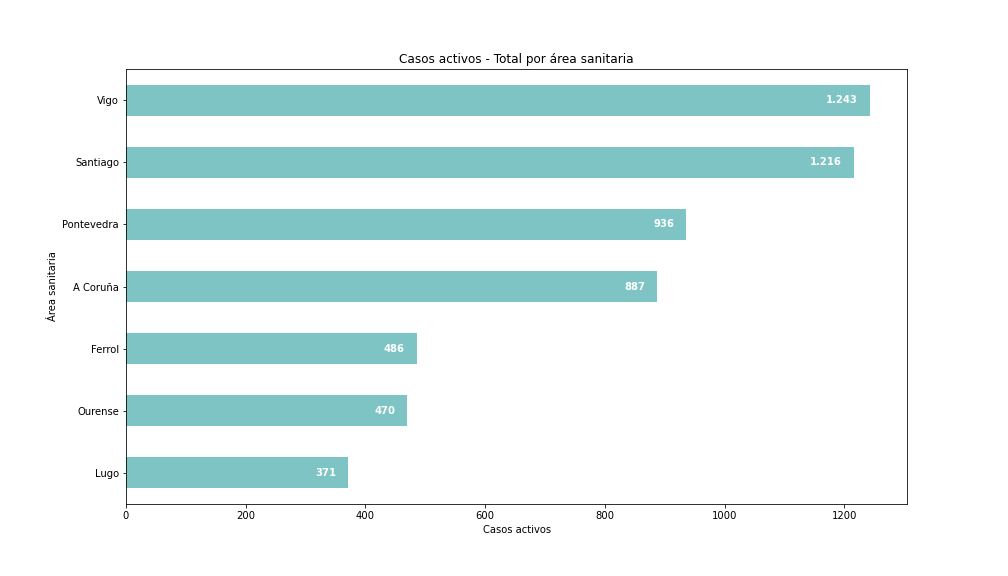 Casos activos - Total por área sanitaria
Vigo 1.243
Santiago 1.216
Pontevedra 936
A Coruña 887
Ferrol 486
Ourense 470
Lugo 371
Área sanitaria
0 200 400 600 800 1000 1200
Casos activos